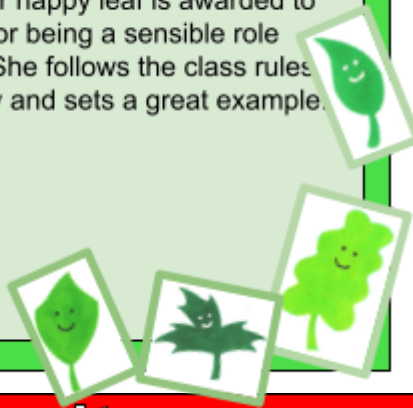 happy leaf is awarded to
or being a sensible role
She follows the class rules
and sets a great example.